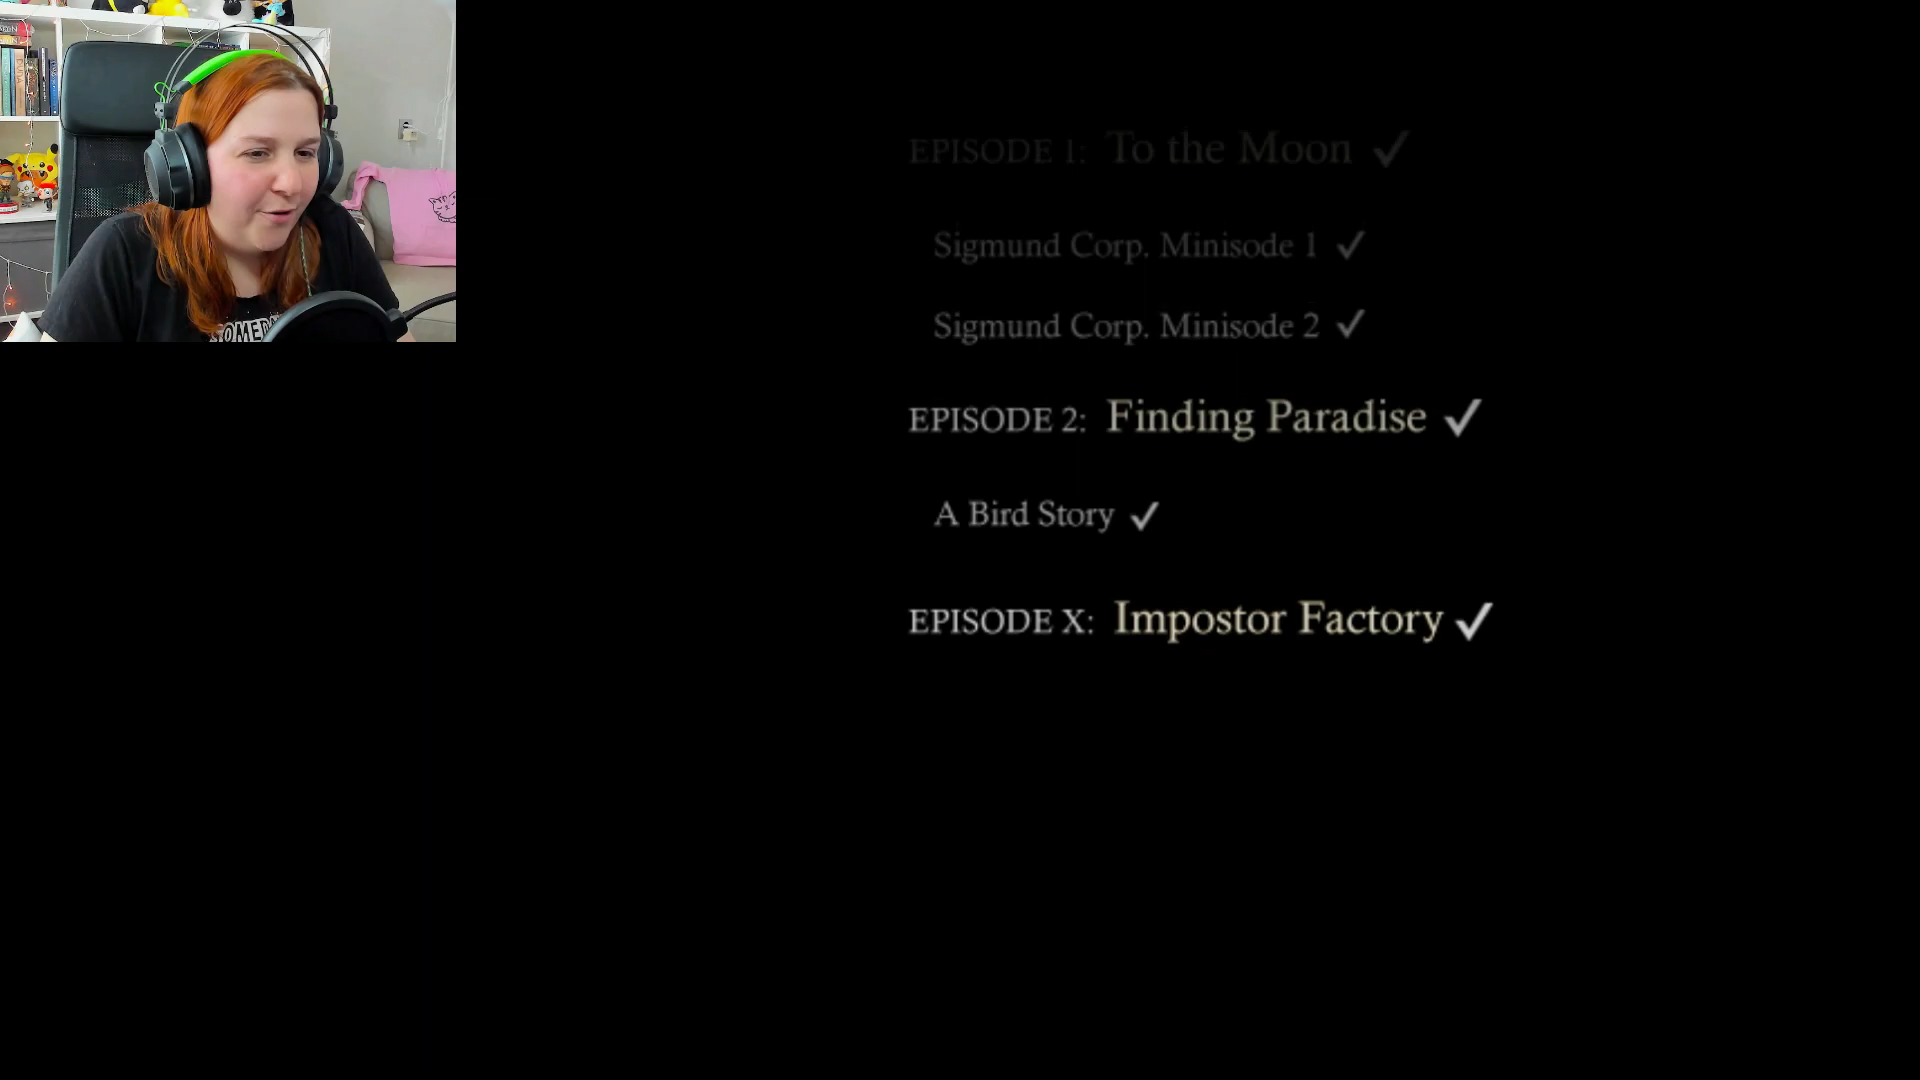 EPISODE 1: To the Moon ✓
Sigmund Corp. Minisode 1 ✓
Sigmund Corp. Minisode 2 ✓
EPISODE 2: Finding Paradise ✓
A Bird Story ✓
EPISODE X: Impostor Factory ✓